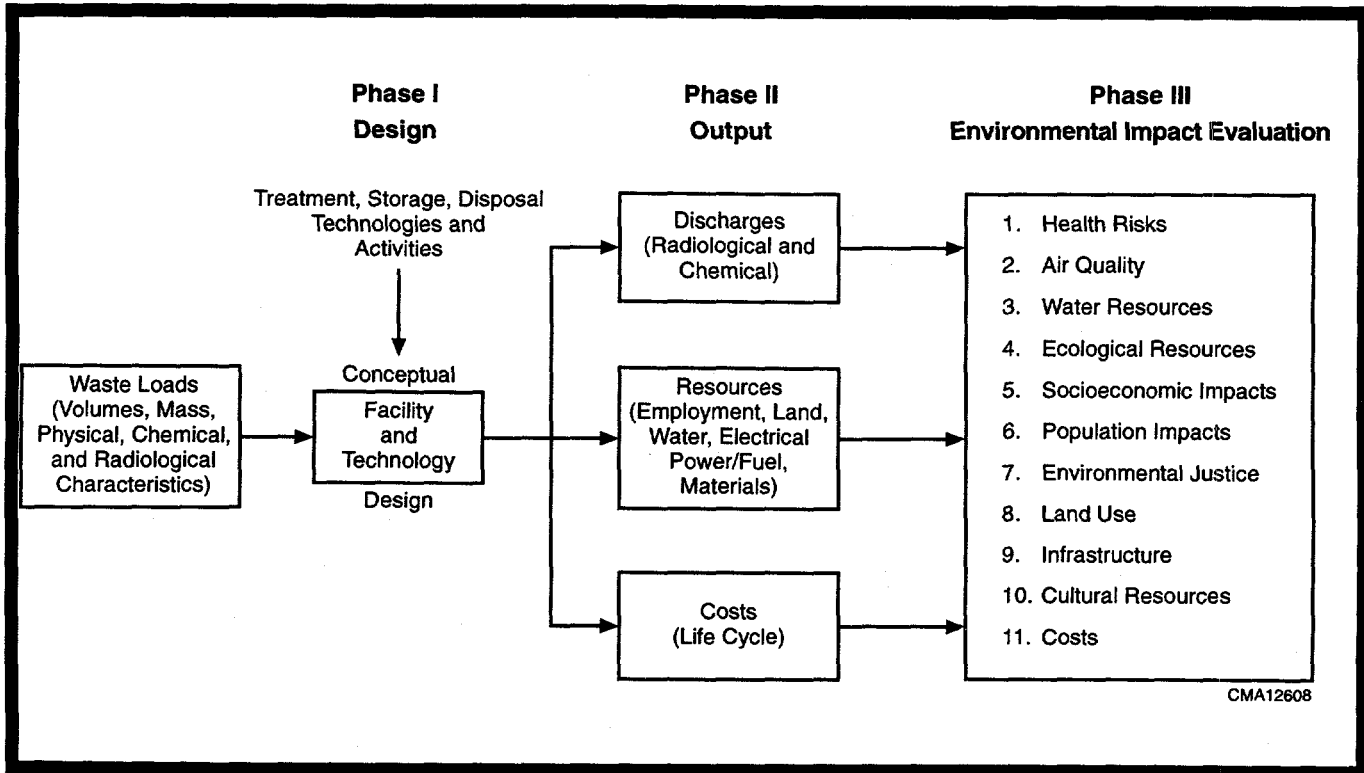 Phase I
Design
Phase II
Output
Phase III
Environmental Impact Evaluation
Treatment, Storage, Disposal
Technologies and
Activities
Waste Loads
(Volumes, Mass,
Physical, Chemical,
and Radiological
Characteristics)
Conceptual
Facility
and
Technology
Design
Discharges
(Radiological and
Chemical)
Resources
(Employment, Land,
Water, Electrical
Power/Fuel,
Materials)
Costs
(Life Cycle)
1. Health Risks
2. Air Quality
3. Water Resources
4. Ecological Resources
5. Socioeconomic Impacts
6. Population Impacts
7. Environmental Justice
8. Land Use
9. Infrastructure
10. Cultural Resources
11. Costs
CMA12608